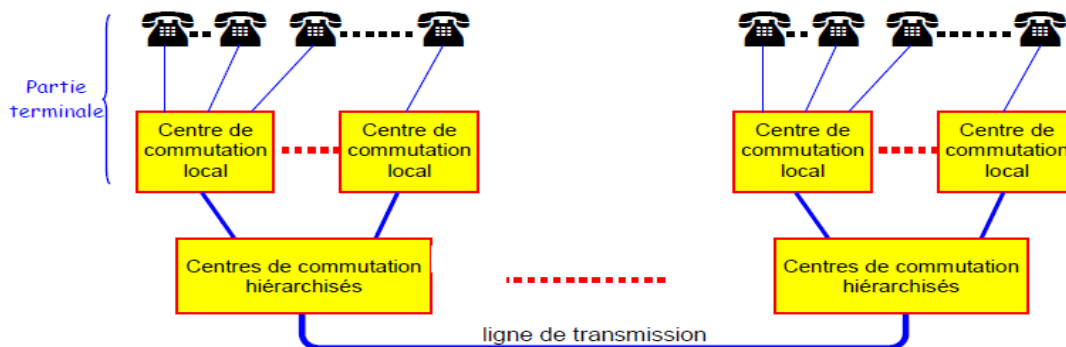 Partie
terminale
Centre de
commutation
local
Centre de
commutation
local
Centre de
commutation
local
Centre de
commutation
local
Centres de commutation
hiérarchisés
Centres de commutation
hiérarchisés
ligne de transmission